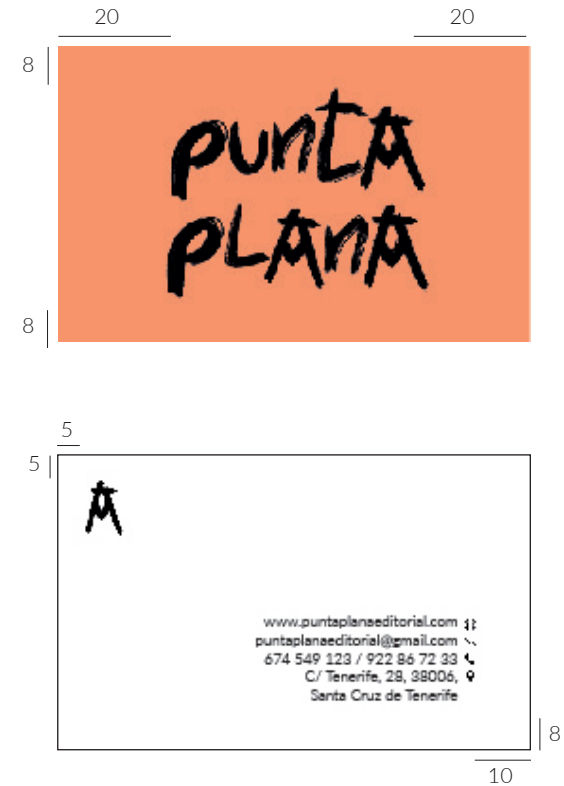 20 20
8
punta
plana
8
5
5
A
www.puntaplanaeditorial.com
puntaplanaeditorial@gmail.com
674 549 123 / 922 86 72 33
C/ Tenerife, 28, 38006,
Santa Cruz de Tenerife
8
10